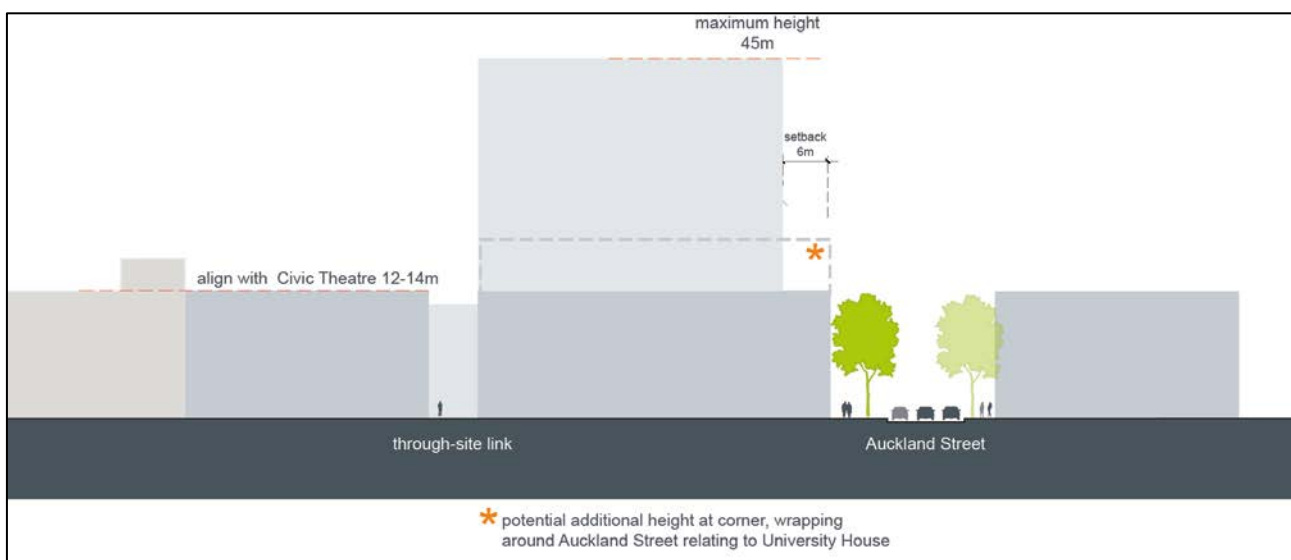 maximum height
45m
setback
6m
align with Civic Theatre 12-14m
through-site link
Auckland Street
* potential additional height at corner, wrapping
around Auckland Street relating to University House